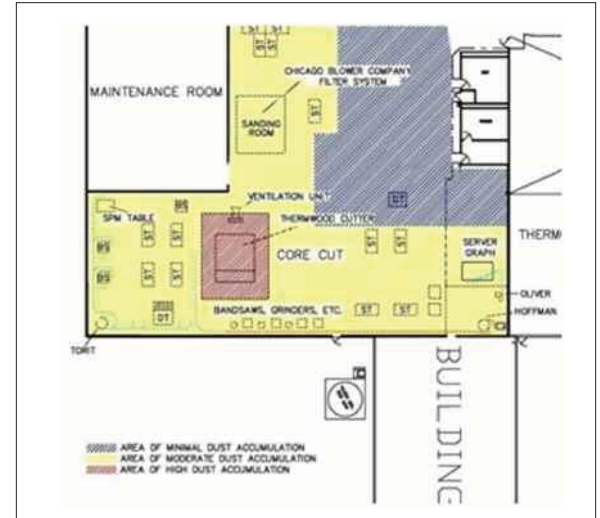 ST
ST ST
CHICAGO BLOWER COMPANY
FILTER SYSTEM
MAINTENANCE ROOM
ST
SANDING
ROOM
VENTILATION UNIT
DT
SPM TABLE
BS
THERMWOOD CUTTER
ST ST
ST ST
THERM
BS
CORE CUT
SERVER
GRAPH
BS
ST ST
OLIVER
DT
BANDSAWS, GRINDERS, ETC.
ST ST
HOFFMAN
TORIT
BUILDING
AREA OF MINIMAL DUST ACCUMULATION
AREA OF MODERATE DUST ACCUMULATION
AREA OF HIGH DUST ACCUMULATION